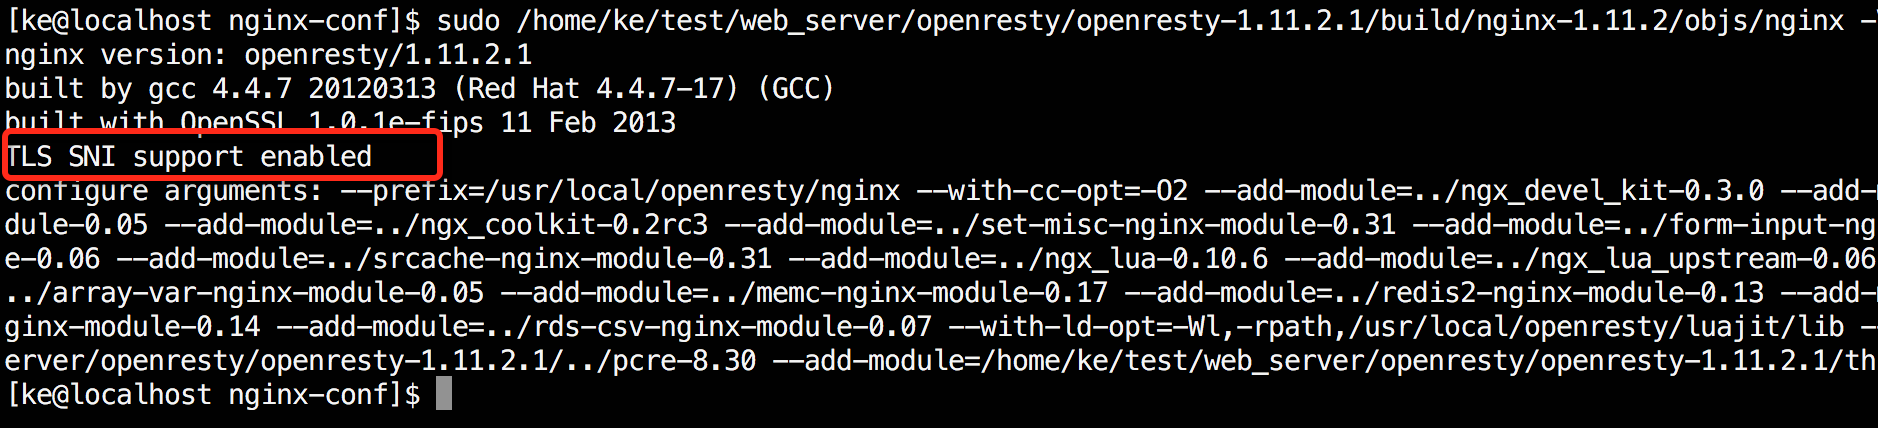 [ke@localhost nginx-conf]$ sudo /home/ke/test/web_server/openresty/openresty-1.11.2.1/build/nginx-1.11.2/objs/nginx -V
nginx version: openresty/1.11.2.1
built by gcc 4.4.7 20120313 (Red Hat 4.4.7-17) (GCC)
built with OpenSSL 1.0.1e-fips 11 Feb 2013
TLS SNI support enabled
configure arguments: --prefix=/usr/local/openresty/nginx --with-cc-opt=-O2 --add-module=../ngx_devel_kit-0.3.0 --add-
dule-0.05 --add-module=../ngx_coolkit-0.2rc3 --add-module=../set-misc-nginx-module-0.31 --add-module=../form-input-ng
e-0.06 --add-module=../srcache-nginx-module-0.31 --add-module=../ngx_lua-0.10.6 --add-module=../ngx_lua_upstream-0.06
../array-var-nginx-module-0.05 --add-module=../memc-nginx-module-0.17 --add-module=../redis2-nginx-module-0.13 --add-
ginx-module-0.14 --add-module=../rds-csv-nginx-module-0.07 --with-ld-opt=-Wl,-rpath,/usr/local/openresty/luajit/lib --
erver/openresty/openresty-1.11.2.1/../pcre-8.30 --add-module=/home/ke/test/web_server/openresty/openresty-1.11.2.1/th
[ke@localhost nginx-conf]$